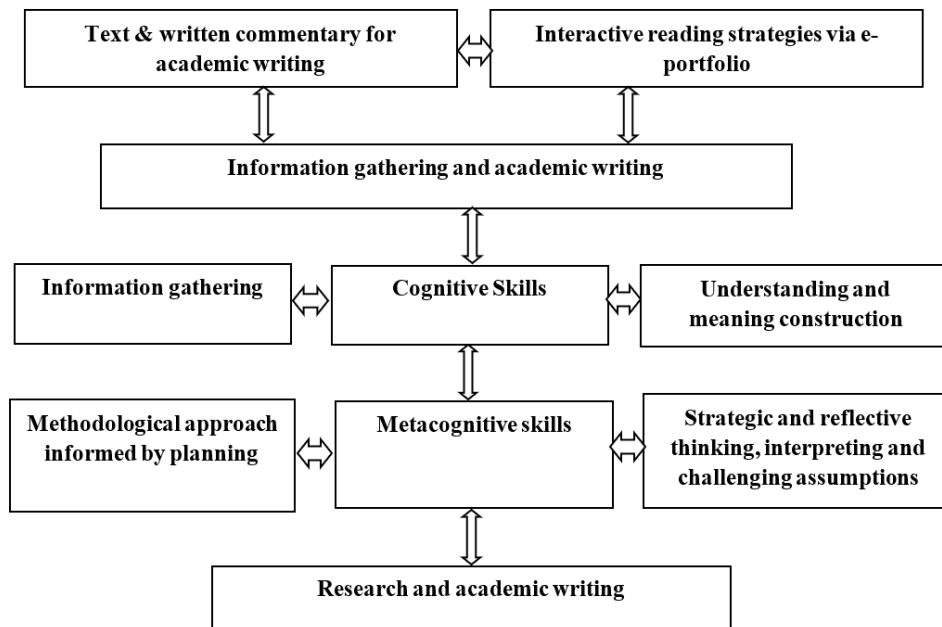 Text & written commentary for
academic writing
Interactive reading strategies via e-
portfolio
Information gathering and academic writing
Information gathering
Cognitive Skills
Understanding and
meaning construction
Methodological approach
informed by planning
Metacognitive skills
Strategic and reflective
thinking, interpreting and
challenging assumptions
Research and academic writing